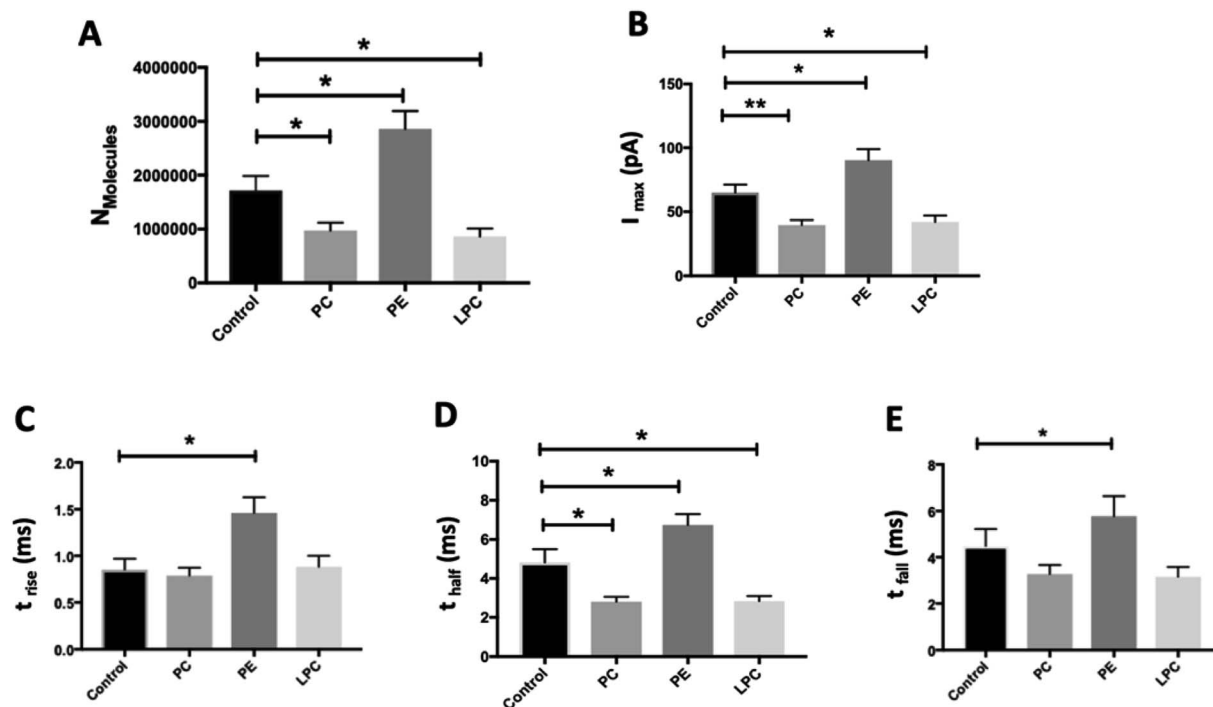 A
N Molecules
4000000
3000000
2000000
1000000
0
*
*
*
Control
PC
PE
LPC
B
I max (pA)
150
100
50
0
*
*
**
Control
PC
PE
LPC
C
t rise (ms)
2.0
1.5
1.0
0.5
0.0
*
Control
PC
PE
LPC
D
t half (ms)
10
8
6
4
2
0
*
*
*
Control
PC
PE
LPC
E
t fall (ms)
8
6
4
2
0
*
Control
PC
PE
LPC